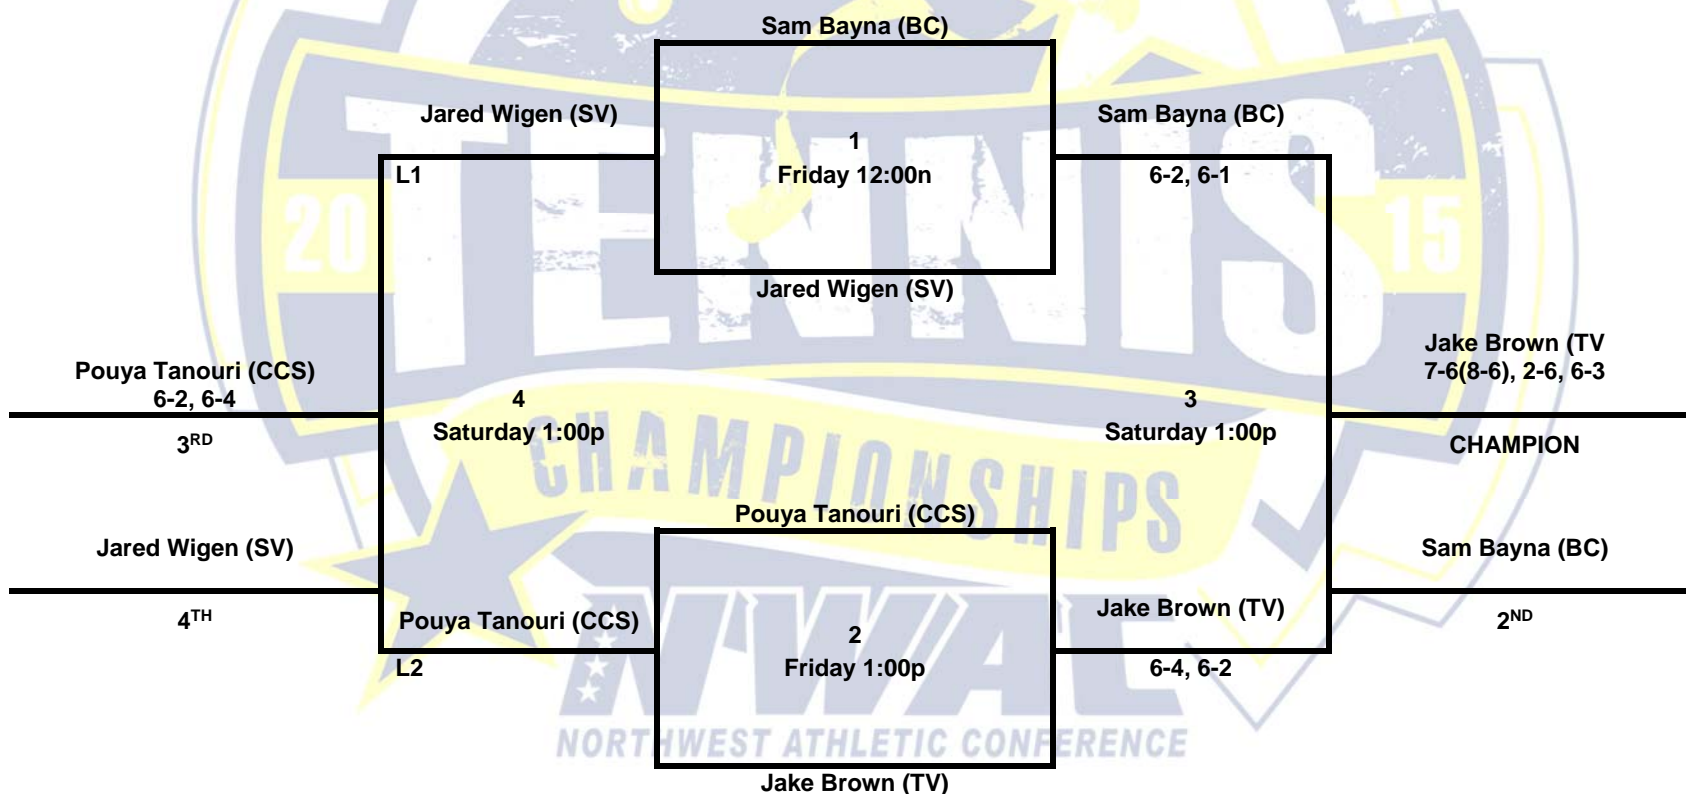 Sam Bayna (BC)
Jared Wigen (SV)
Sam Bayna (BC)
1
L1
Friday 12:00n
6-2, 6-1
TENNIS
20
15
Jared Wigen (SV)
Pouya Tanouri (CCS)
6-2, 6-4
Jake Brown (TV
7-6(8-6), 2-6, 6-3
4
3
3RD
Saturday 1:00p
Saturday 1:00p
CHAMPION
CHAMPIONSHIPS
Pouya Tanouri (CCS)
Jared Wigen (SV)
Sam Bayna (BC)
4TH
Pouya Tanouri (CCS)
2
Jake Brown (TV)
2ND
L2
Friday 1:00p
6-4, 6-2
NWAC
NORTHWEST ATHLETIC CONFERENCE
Jake Brown (TV)